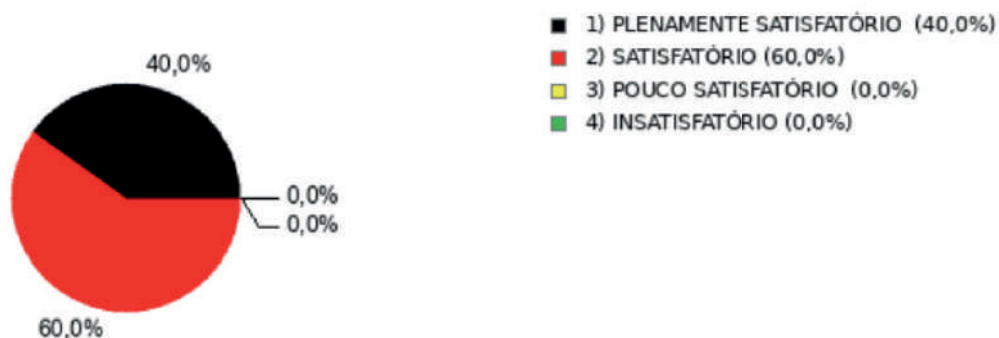 40,0%
0,0%
0,0%
60,0%
1) PLENAMENTE SATISFATÓRIO (40,0%)
2) SATISFATÓRIO (60,0%)
3) POUCO SATISFATÓRIO (0,0%)
4) INSATISFATÓRIO (0,0%)